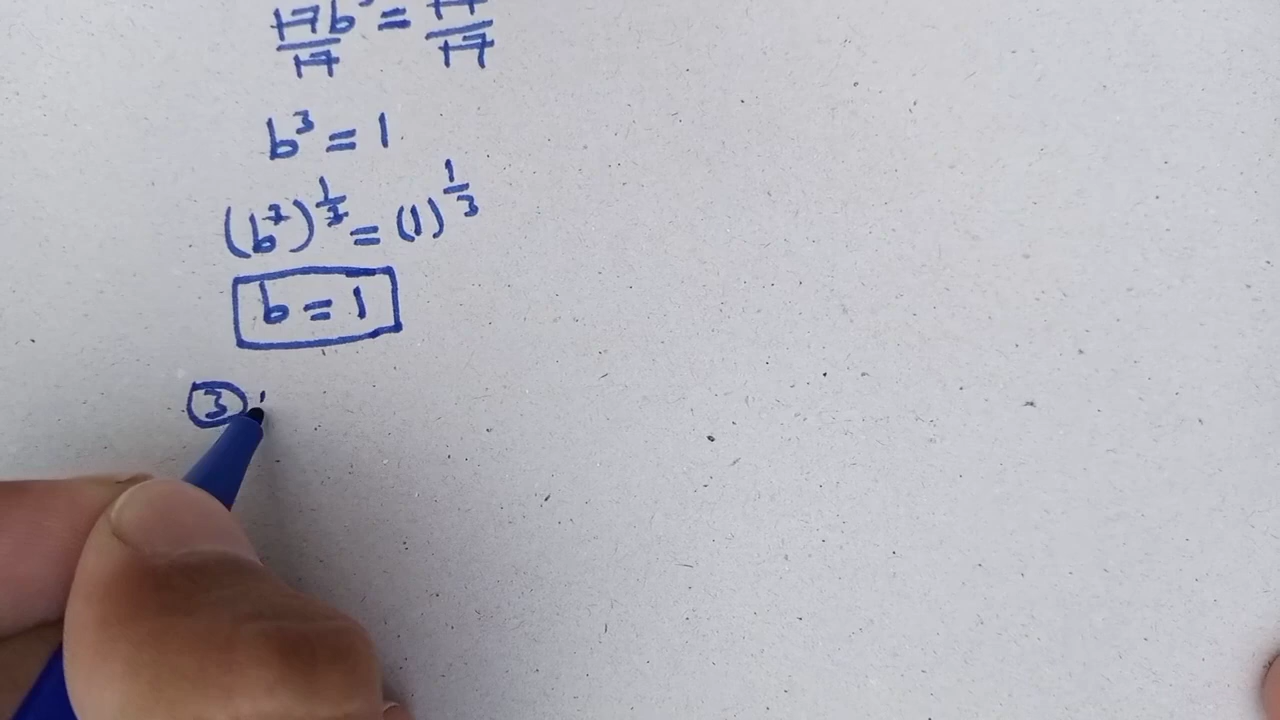 17b³ = 17
17 17
b³ = 1
(b³)^(1/3) = (1)^(1/3)
b = 1
③